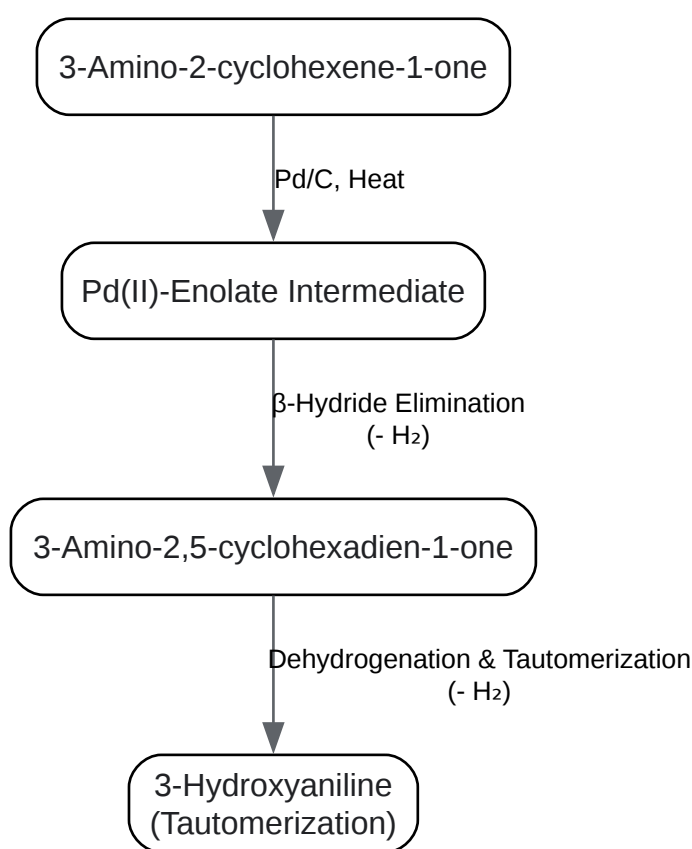 3-Amino-2-cyclohexene-1-one
Pd/C, Heat
Pd(II)-Enolate Intermediate
β-Hydride Elimination
(- H₂)
3-Amino-2,5-cyclohexadien-1-one
Dehydrogenation & Tautomerization
(- H₂)
3-Hydroxyaniline
(Tautomerization)